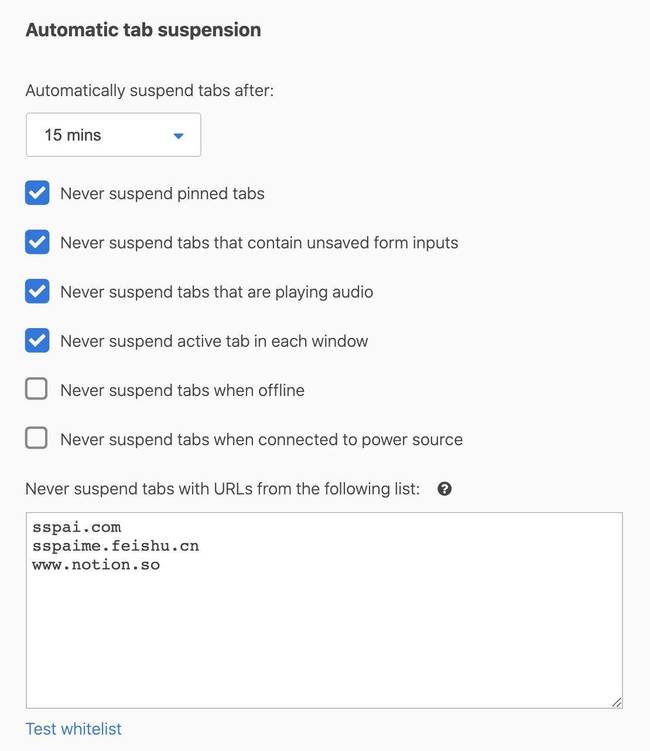 Automatic tab suspension
Automatically suspend tabs after:
15 mins
Never suspend pinned tabs
Never suspend tabs that contain unsaved form inputs
Never suspend tabs that are playing audio
Never suspend active tab in each window
Never suspend tabs when offline
Never suspend tabs when connected to power source
Never suspend tabs with URLs from the following list: ?
sspai.com
sspaime.feishu.cn
www.notion.so
Test whitelist